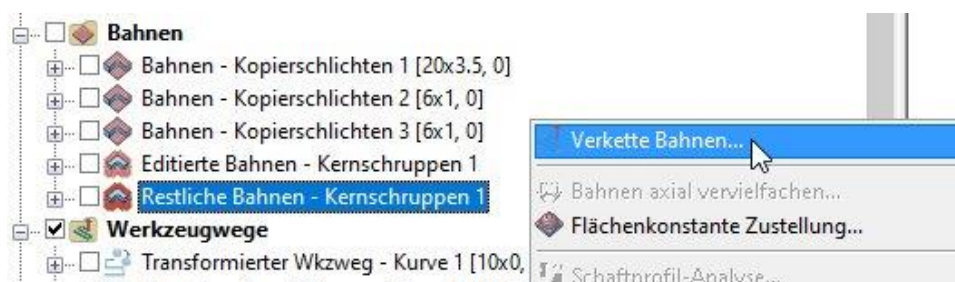 Bahnen
Bahnen - Kopierschlichten 1 [20x3.5, 0]
Bahnen - Kopierschlichten 2 [6x1, 0]
Bahnen - Kopierschlichten 3 [6x1, 0]
Editierte Bahnen - Kernschruppen 1
Restliche Bahnen - Kernschruppen 1
Werkzeugwege
Transformierter Wkzweg - Kurve 1 [10x0,
Verkette Bahnen...
Bahnen axial vervielfachen...
Flächenkonstante Zustellung...
Schaftprofil-Analyse...